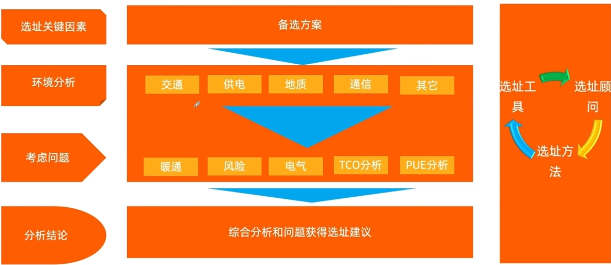 选址关键因素
备选方案
环境分析
交通
供电
地质
通信
其它
考虑问题
暖通
风险
电气
TCO分析
PUE分析
分析结论
综合分析和问题获得选址建议
选址工
具
选址顾
问
选址方
法